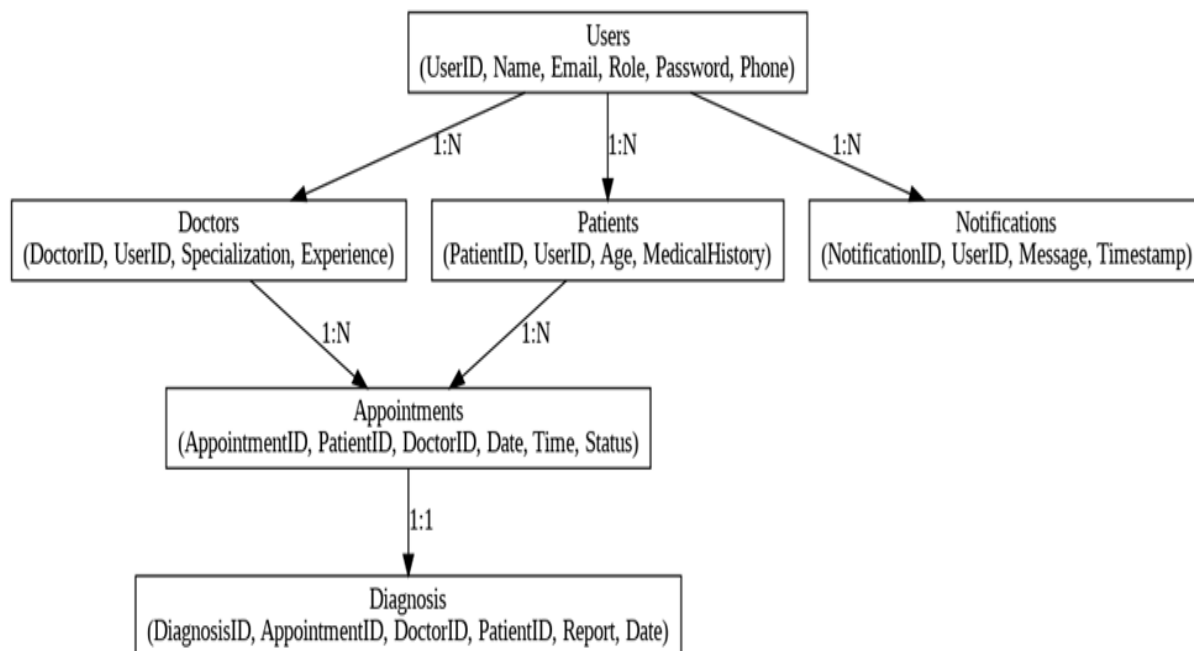 Users
(UserID, Name, Email, Role, Password, Phone)
1:N
1:N
1:N
Doctors
(DoctorID, UserID, Specialization, Experience)
Patients
(PatientID, UserID, Age, MedicalHistory)
Notifications
(NotificationID, UserID, Message, Timestamp)
1:N
1:N
Appointments
(AppointmentID, PatientID, DoctorID, Date, Time, Status)
1:1
Diagnosis
(DiagnosisID, AppointmentID, DoctorID, PatientID, Report, Date)